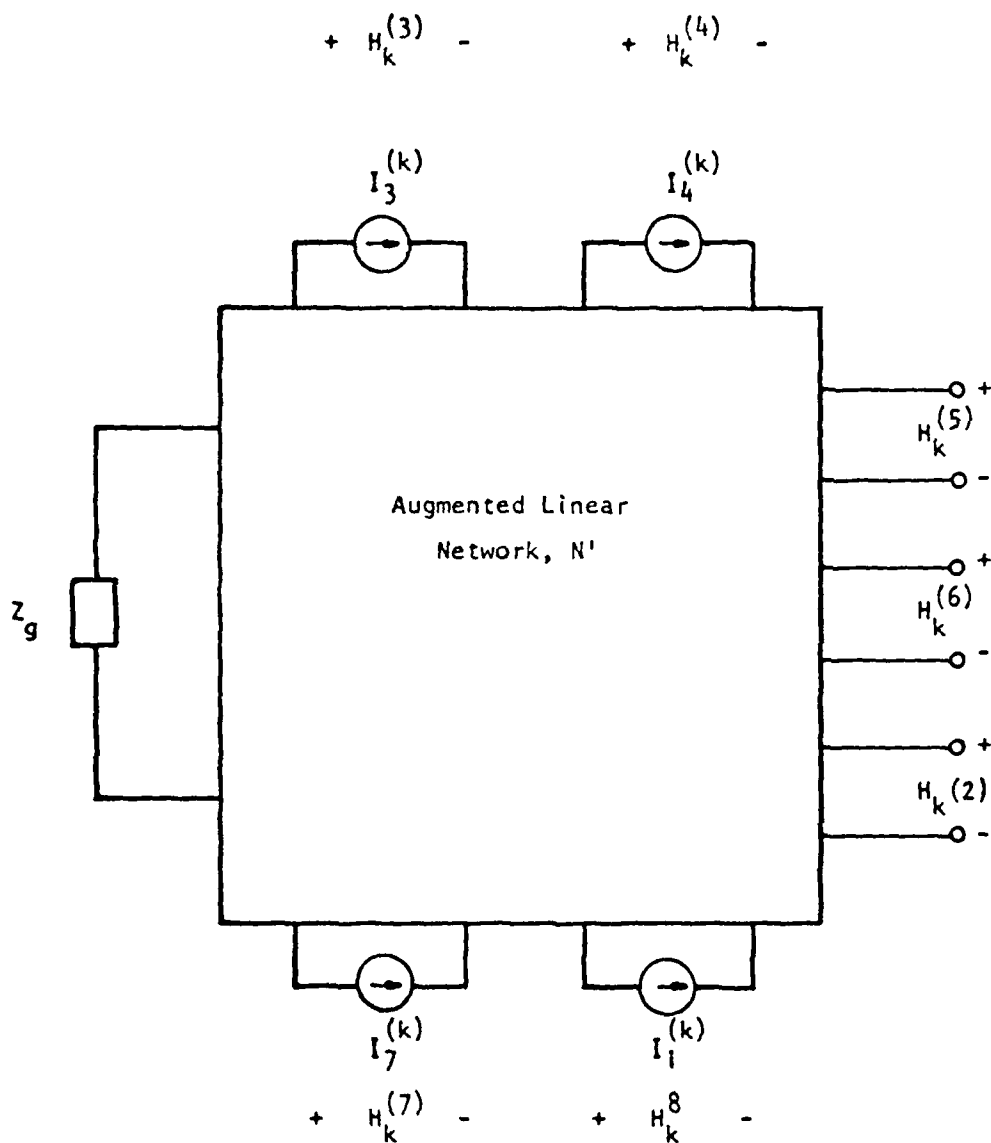 + H_k^(3) - + H_k^(4) -
I_3^(k) I_4^(k)
+
H_k^(5)
-
Augmented Linear
Network, N'
+
Z_g H_k^(6)
-
+
H_k(2)
-
I_7^(k) I_1^(k)
+ H_k^(7) - + H_k^8 -